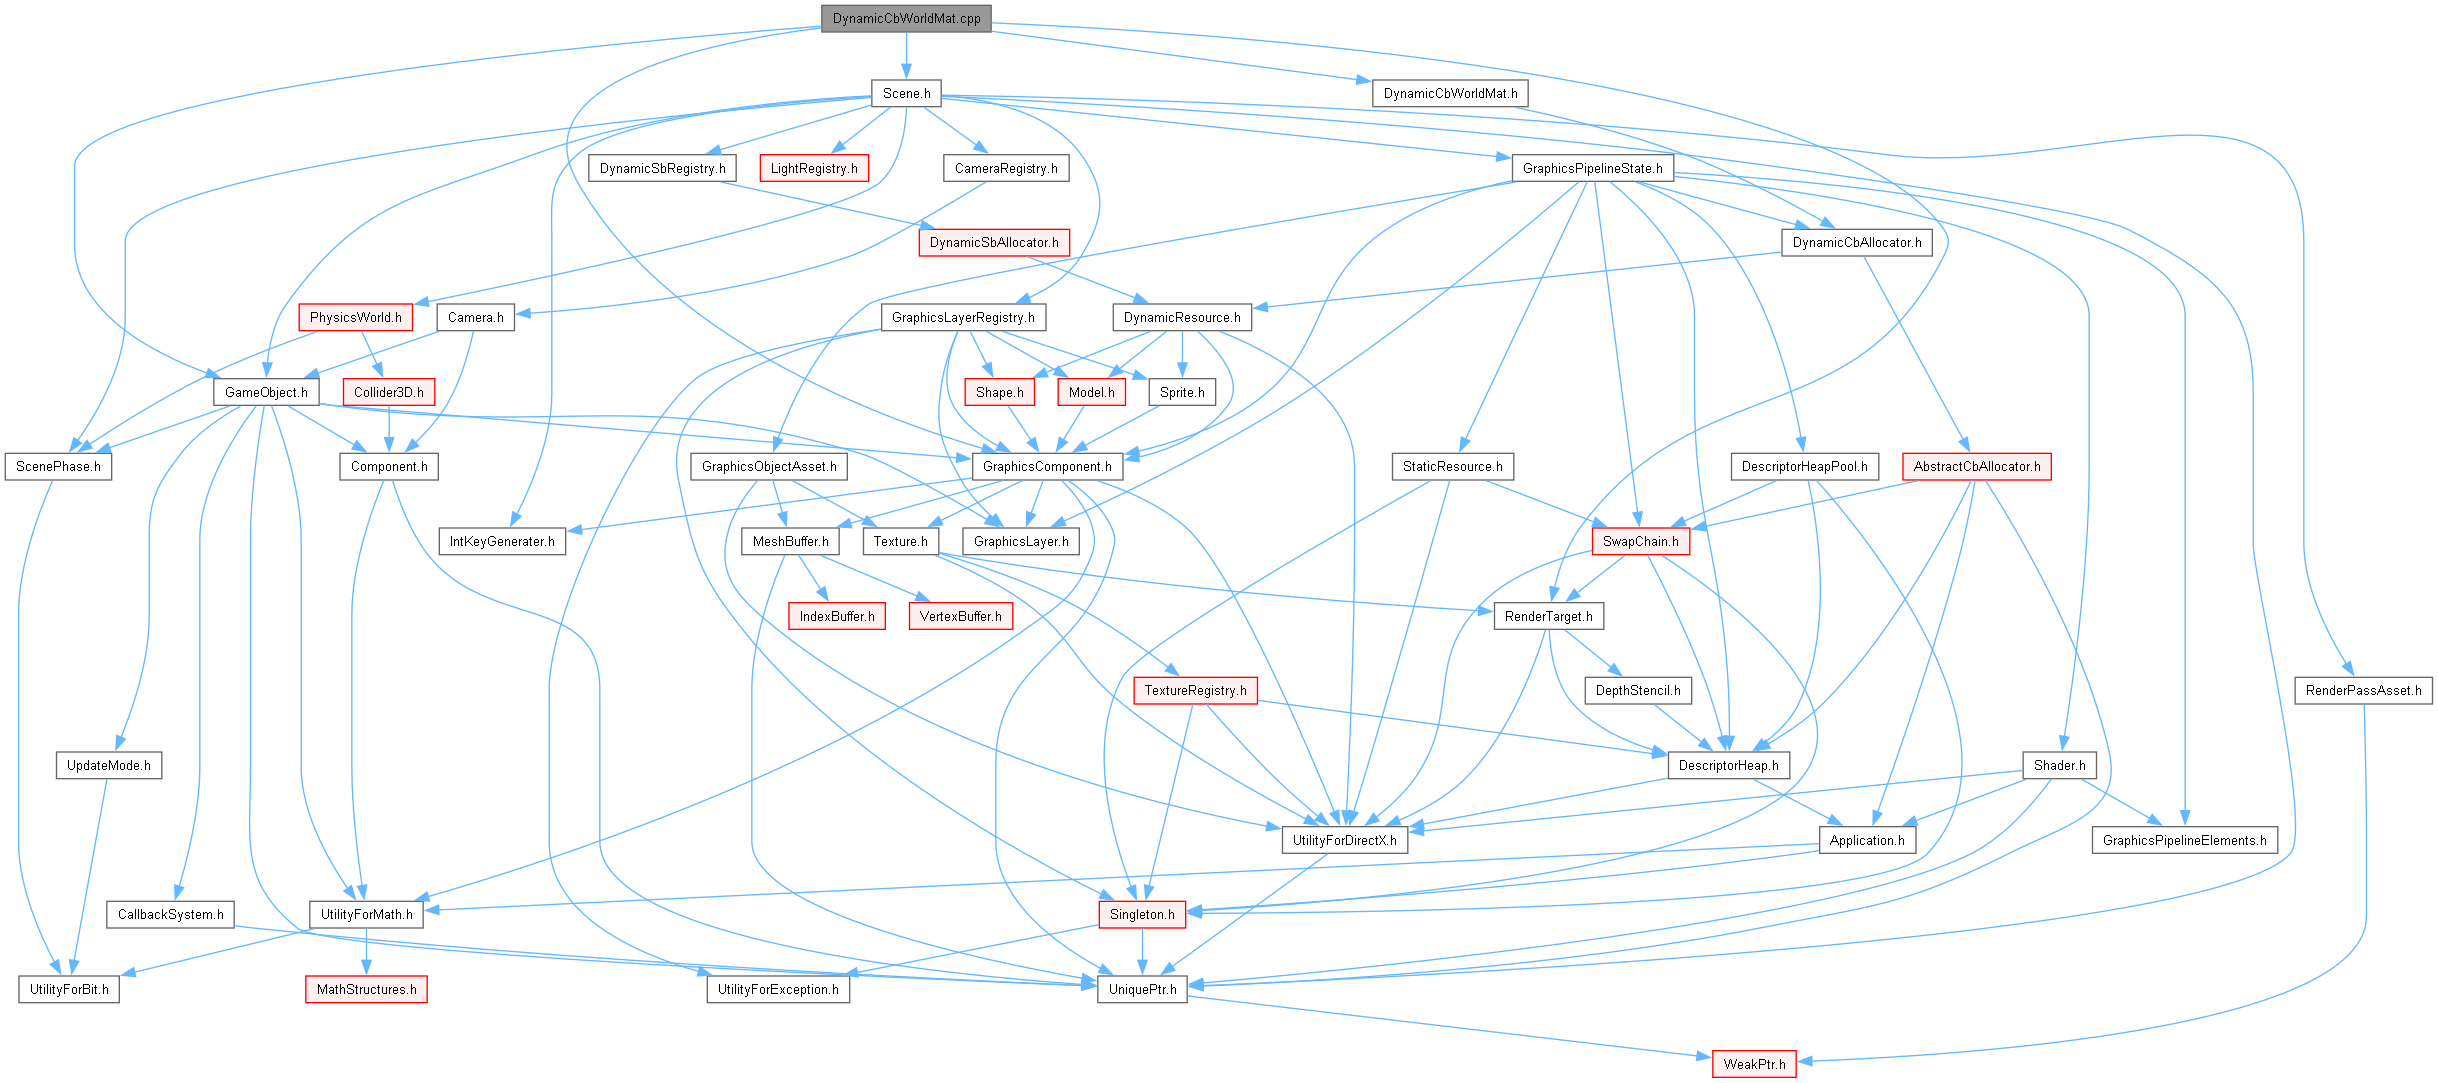 DynamicCbWorldMat.cpp
Scene.h
DynamicCbWorldMat.h
DynamicSbRegistry.h
LightRegistry.h
CameraRegistry.h
GraphicsPipelineState.h
DynamicSbAllocator.h
DynamicCbAllocator.h
PhysicsWorld.h
Camera.h
GraphicsLayerRegistry.h
DynamicResource.h
GameObject.h
Collider3D.h
Shape.h
Model.h
Sprite.h
ScenePhase.h
Component.h
GraphicsObjectAsset.h
GraphicsComponent.h
StaticResource.h
DescriptorHeapPool.h
AbstractCbAllocator.h
IntKeyGenerater.h
MeshBuffer.h
Texture.h
GraphicsLayer.h
SwapChain.h
IndexBuffer.h
VertexBuffer.h
RenderTarget.h
TextureRegistry.h
DepthStencil.h
RenderPassAsset.h
UpdateMode.h
DescriptorHeap.h
Shader.h
UtilityForDirectX.h
Application.h
GraphicsPipelineElements.h
CallbackSystem.h
UtilityForMath.h
Singleton.h
UtilityForBit.h
MathStructures.h
UtilityForException.h
UniquePtr.h
WeakPtr.h